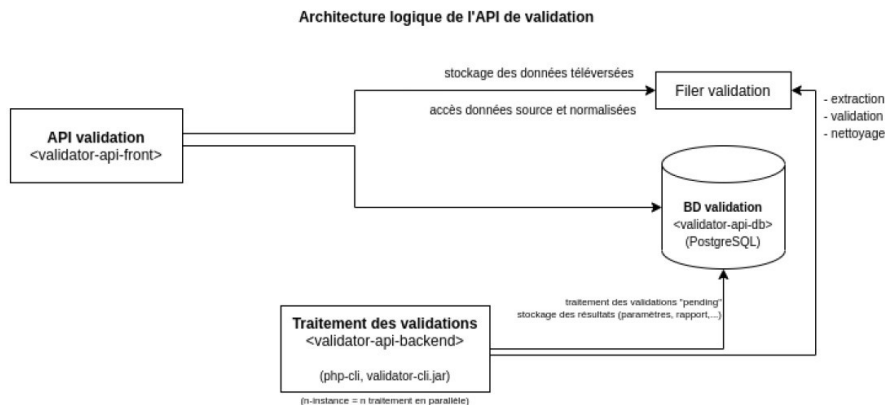 Architecture logique de l'API de validation
stockage des données téléversées
accès données source et normalisées
Filer validation
- extraction
- validation
- nettoyage
API validation
<validator-api-front>
BD validation
<validator-api-db>
(PostgreSQL)
traitement des validations "pending"
stockage des résultats (paramètres, rapport,...)
Traitement des validations
<validator-api-backend>
(php-cli, validator-cli.jar)
(n-instance = n traitement en parallèle)